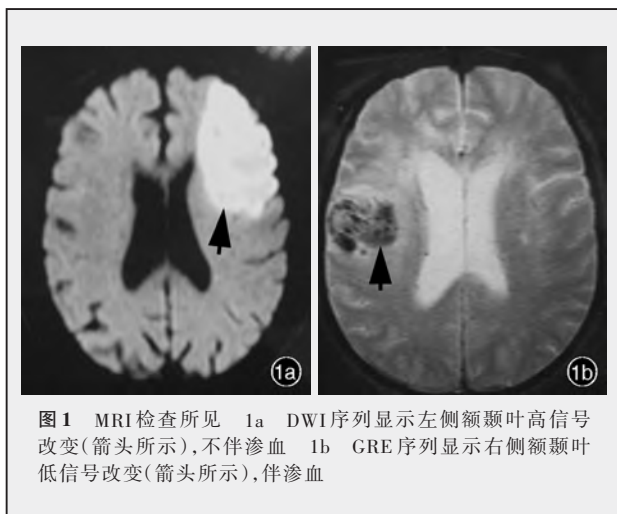 1a
1b
图1 MRI检查所见 1a DWI序列显示左侧额颞叶高信号
改变(箭头所示),不伴渗血 1b GRE序列显示右侧额颞叶
低信号改变(箭头所示),伴渗血